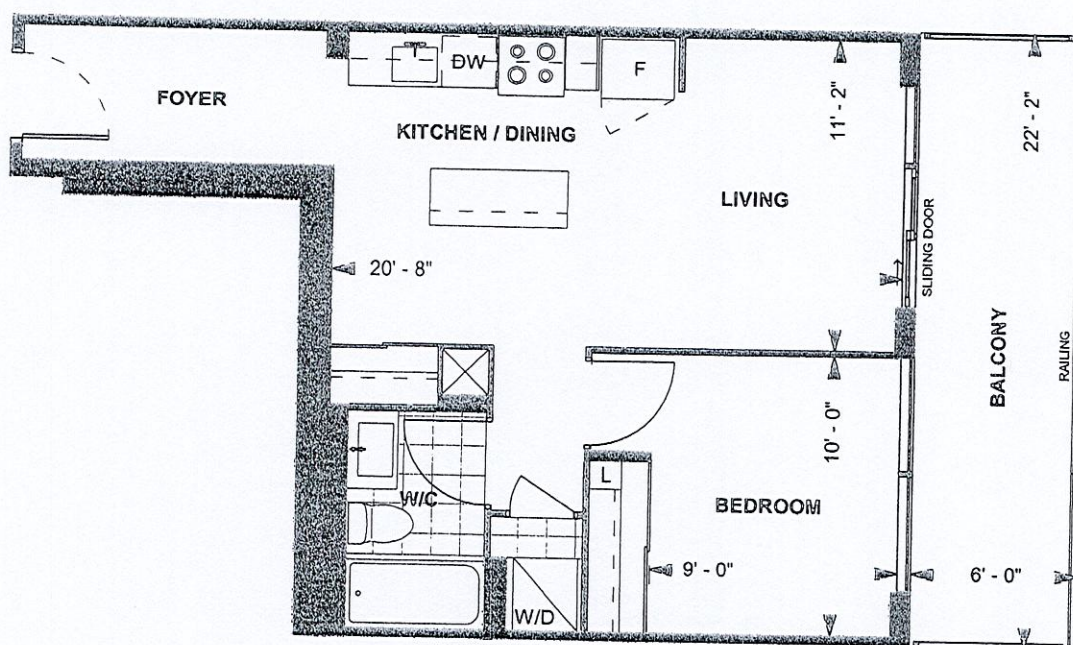 DW
F
FOYER
KITCHEN / DINING
11' - 2"
22' - 2"
LIVING
SLIDING DOOR
20' - 8"
BALCONY
RAILING
10' - 0"
L
W/C
BEDROOM
9' - 0"
6' - 0"
W/D